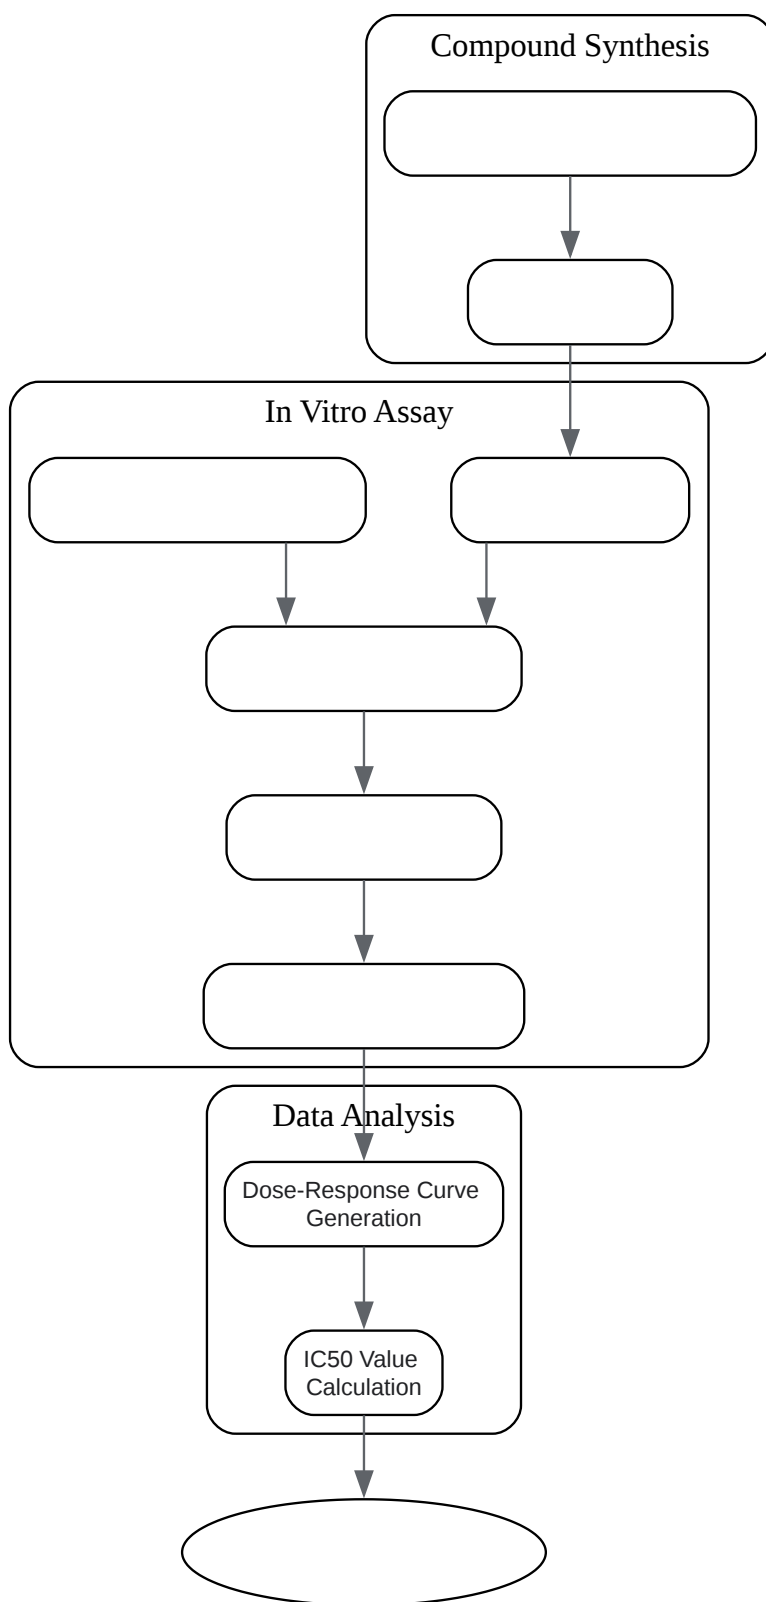 Compound Synthesis
In Vitro Assay
Data Analysis
Dose-Response Curve
Generation
IC50 Value
Calculation